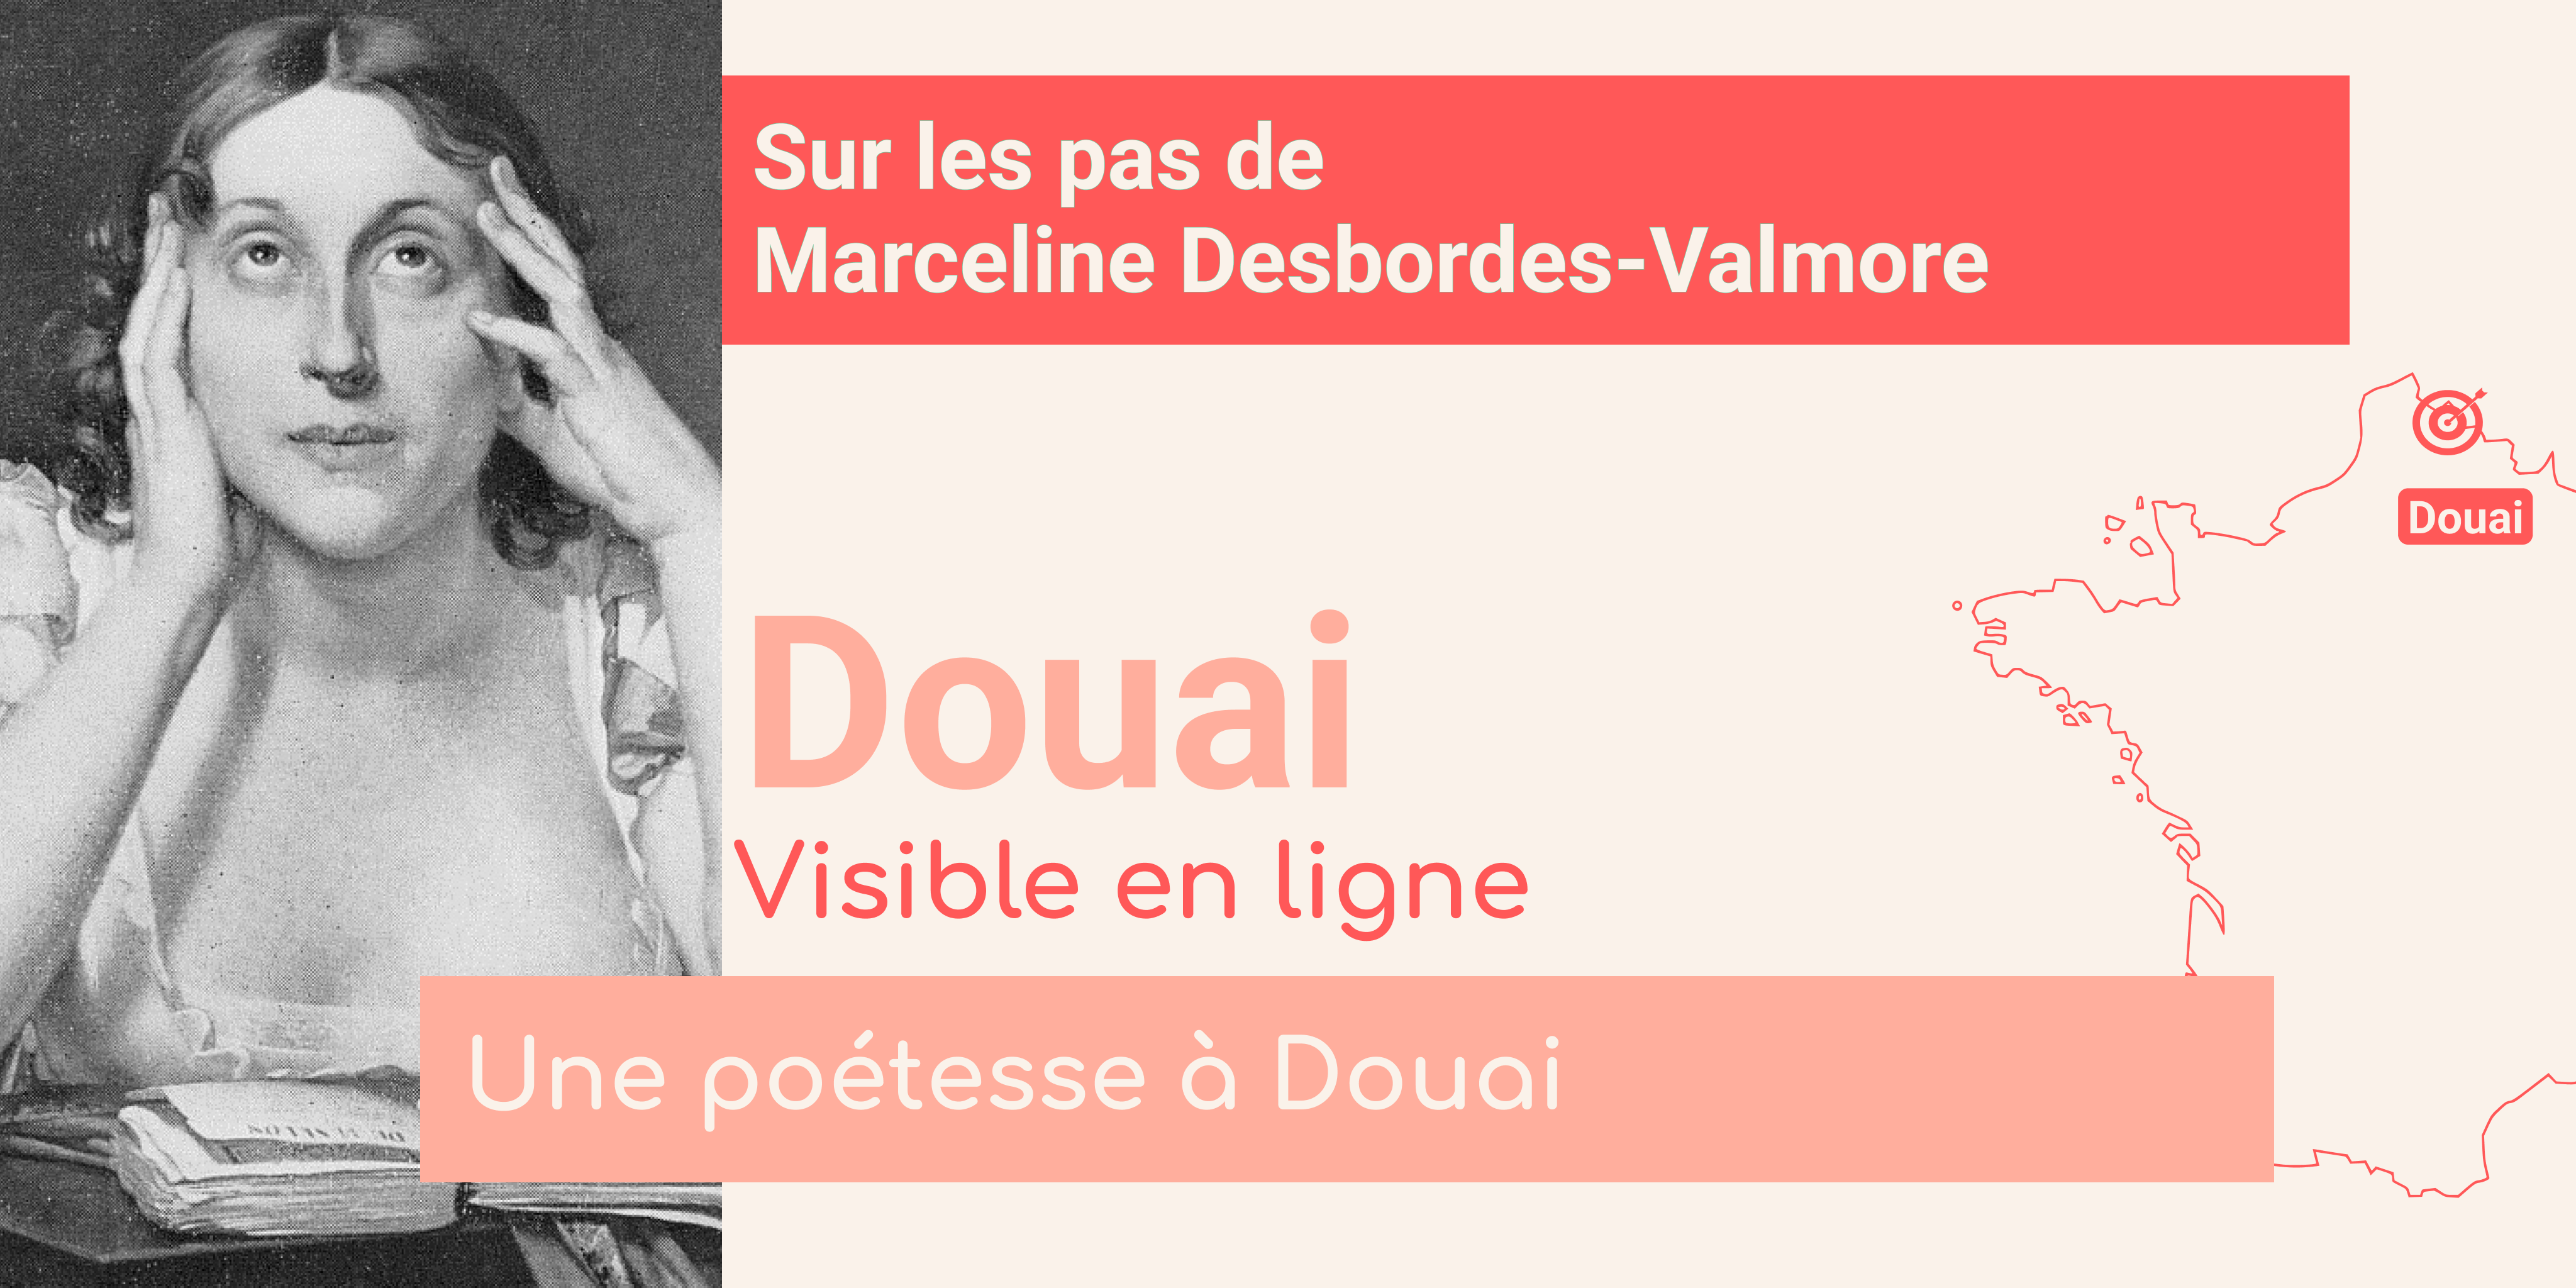 Sur les pas de
Marceline Desbordes-Valmore
Douai
Douai
Visible en ligne
Une poétesse à Douai